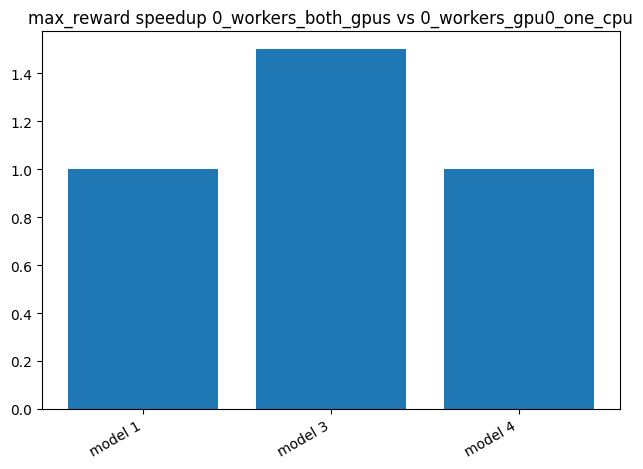 max_reward speedup 0_workers_both_gpus vs 0_workers_gpu0_one_cpu
1.4
1.2
1.0
0.8
0.6
0.4
0.2
0.0
model 1
model 3
model 4